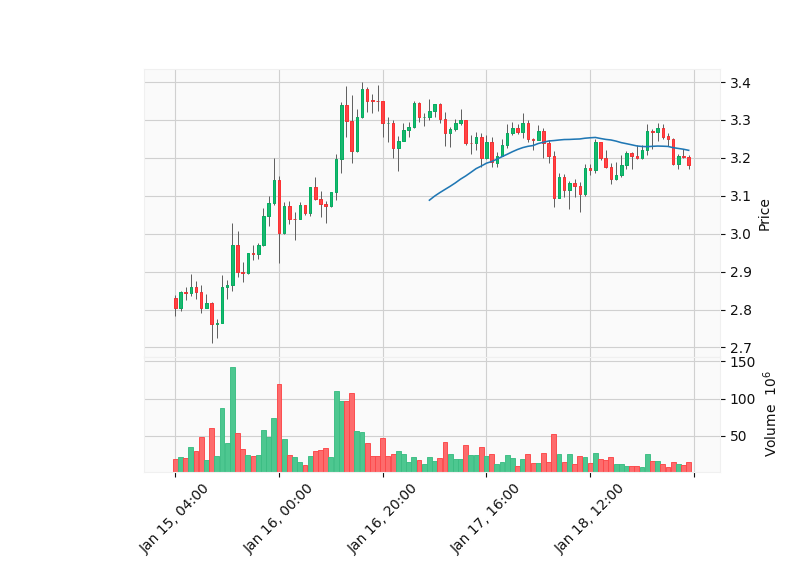 3.4
3.3
3.2
3.1
3.0
2.9
2.8
2.7
Price
150
100
50
Volume 10⁶
Jan 15, 04:00
Jan 16, 00:00
Jan 16, 20:00
Jan 17, 16:00
Jan 18, 12:00